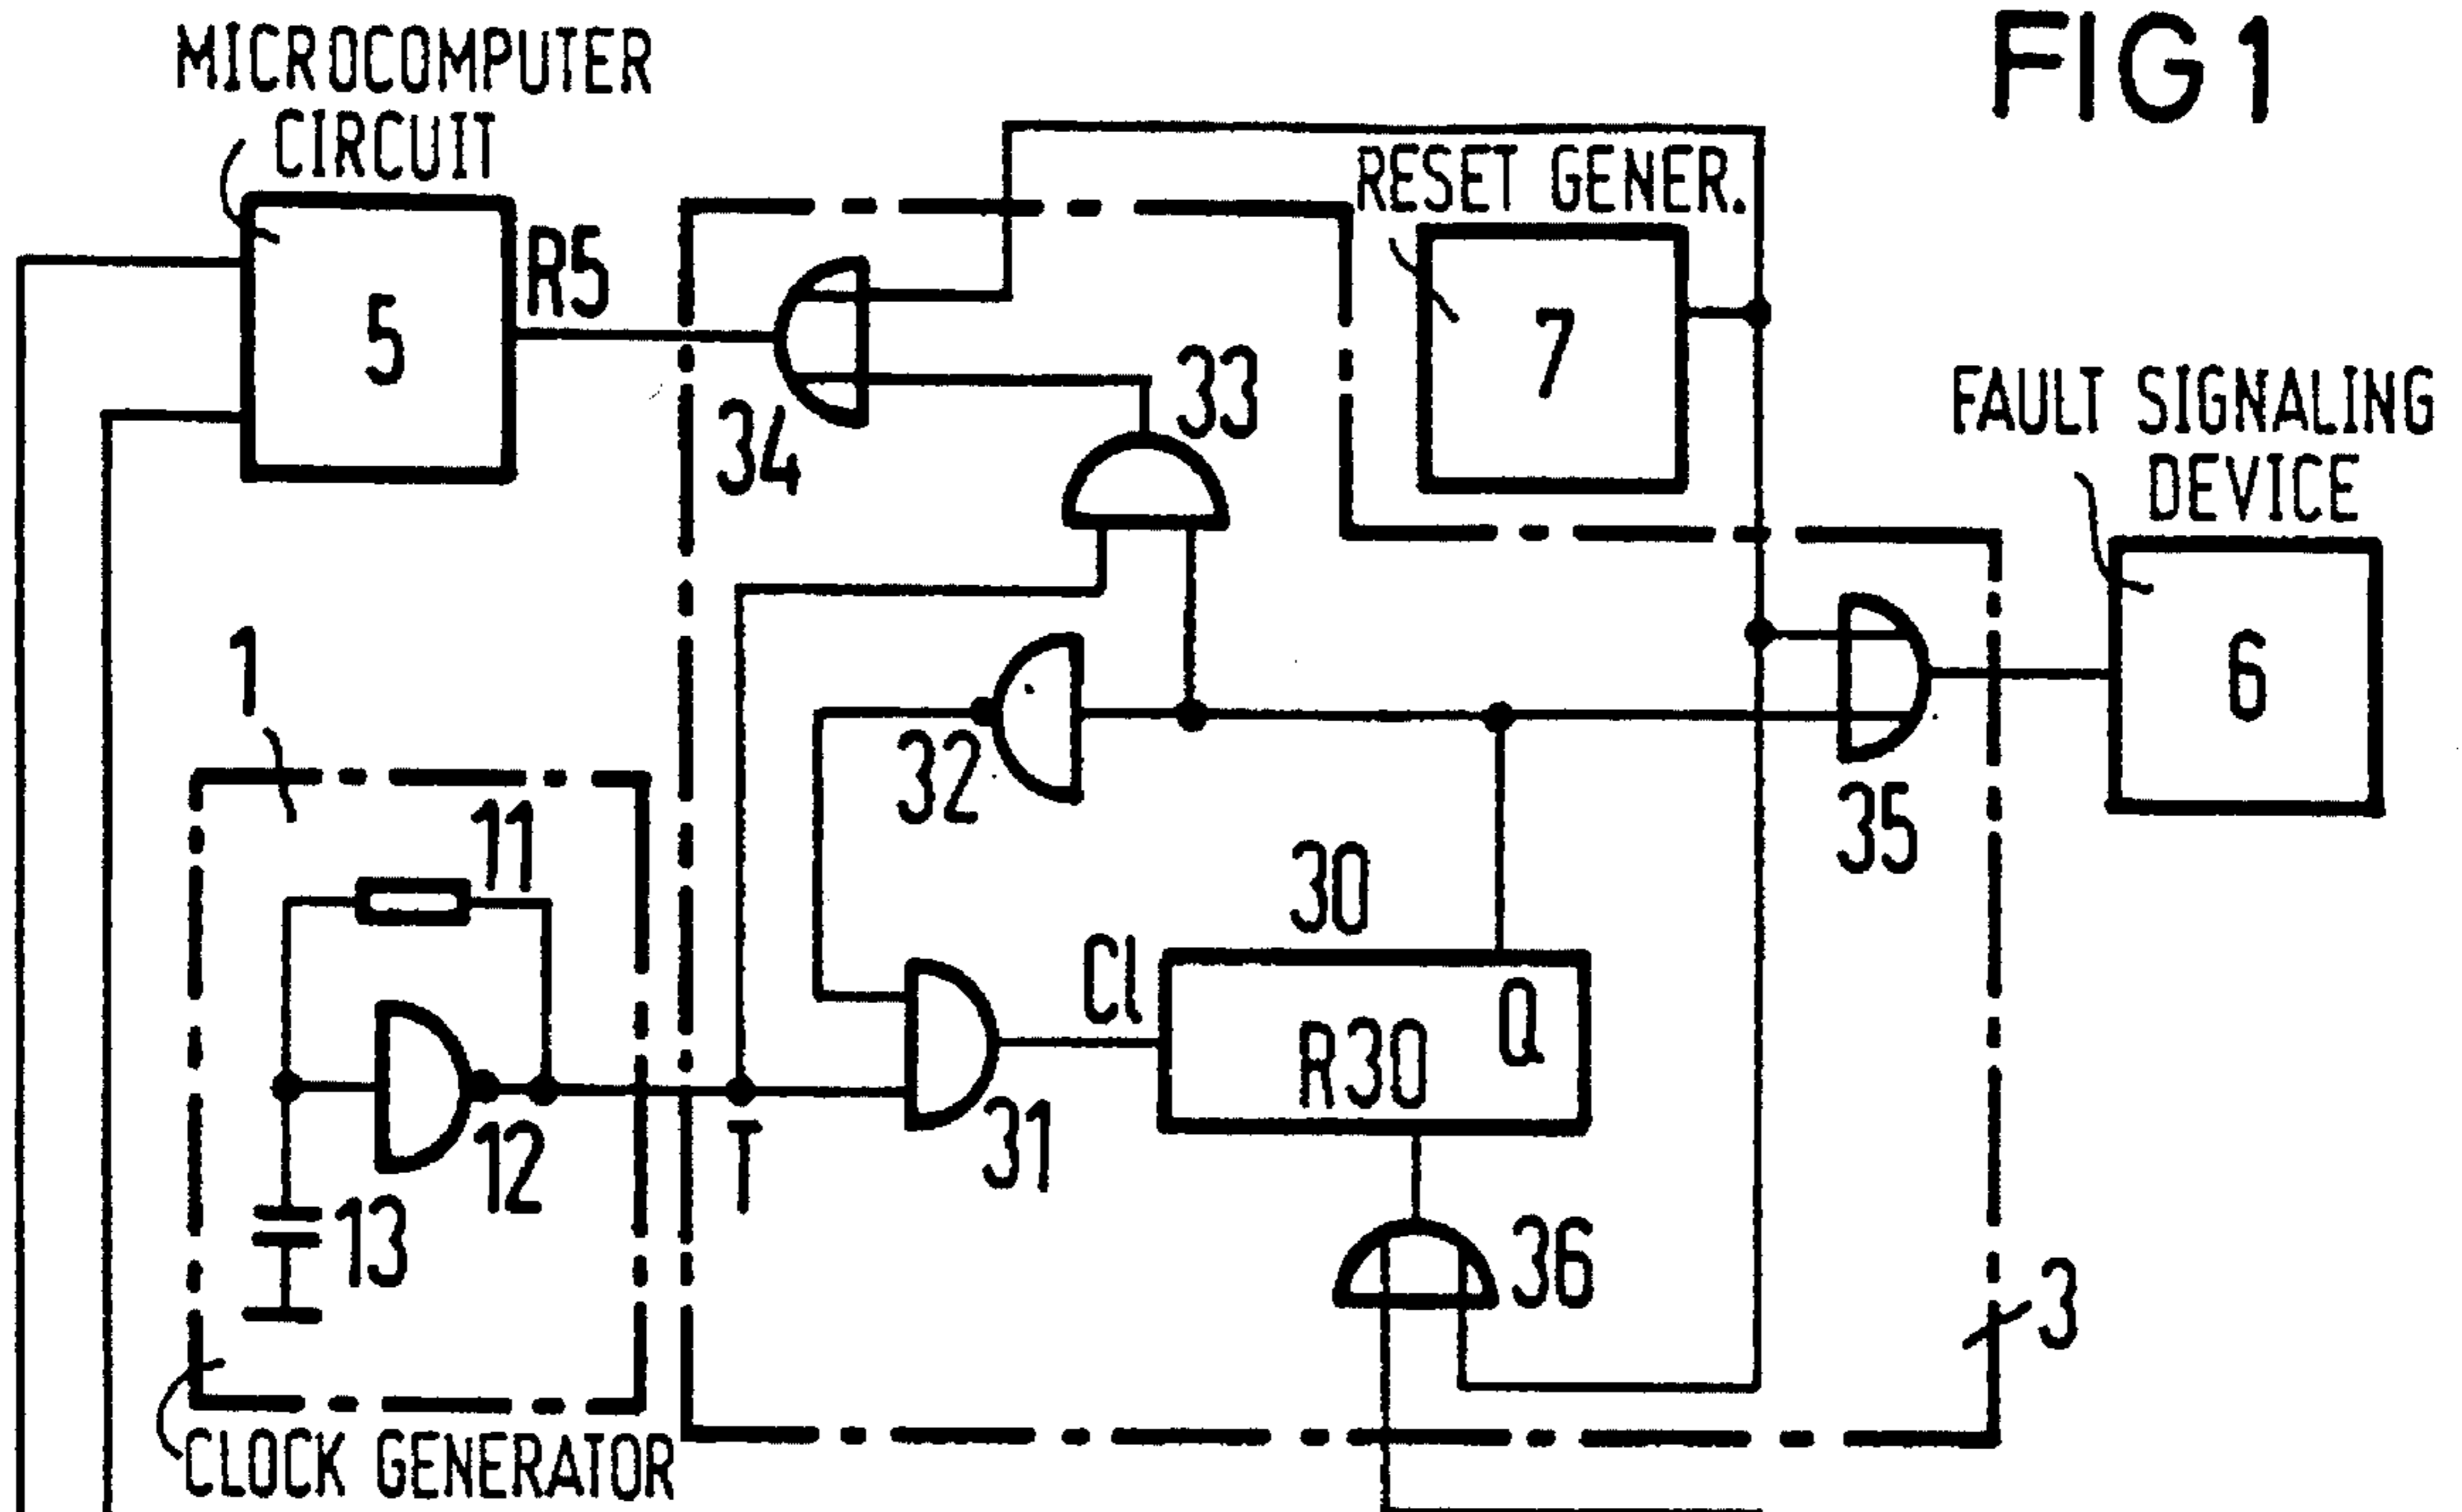 FIG 1
MICROCOMPUTER
CIRCUIT
RESET GENER.
R5
5
7
33
34
FAULT SIGNALING
DEVICE
1
6
32
11
35
30
Cl
Q
R30
12
T
31
13
36
3
CLOCK GENERATOR